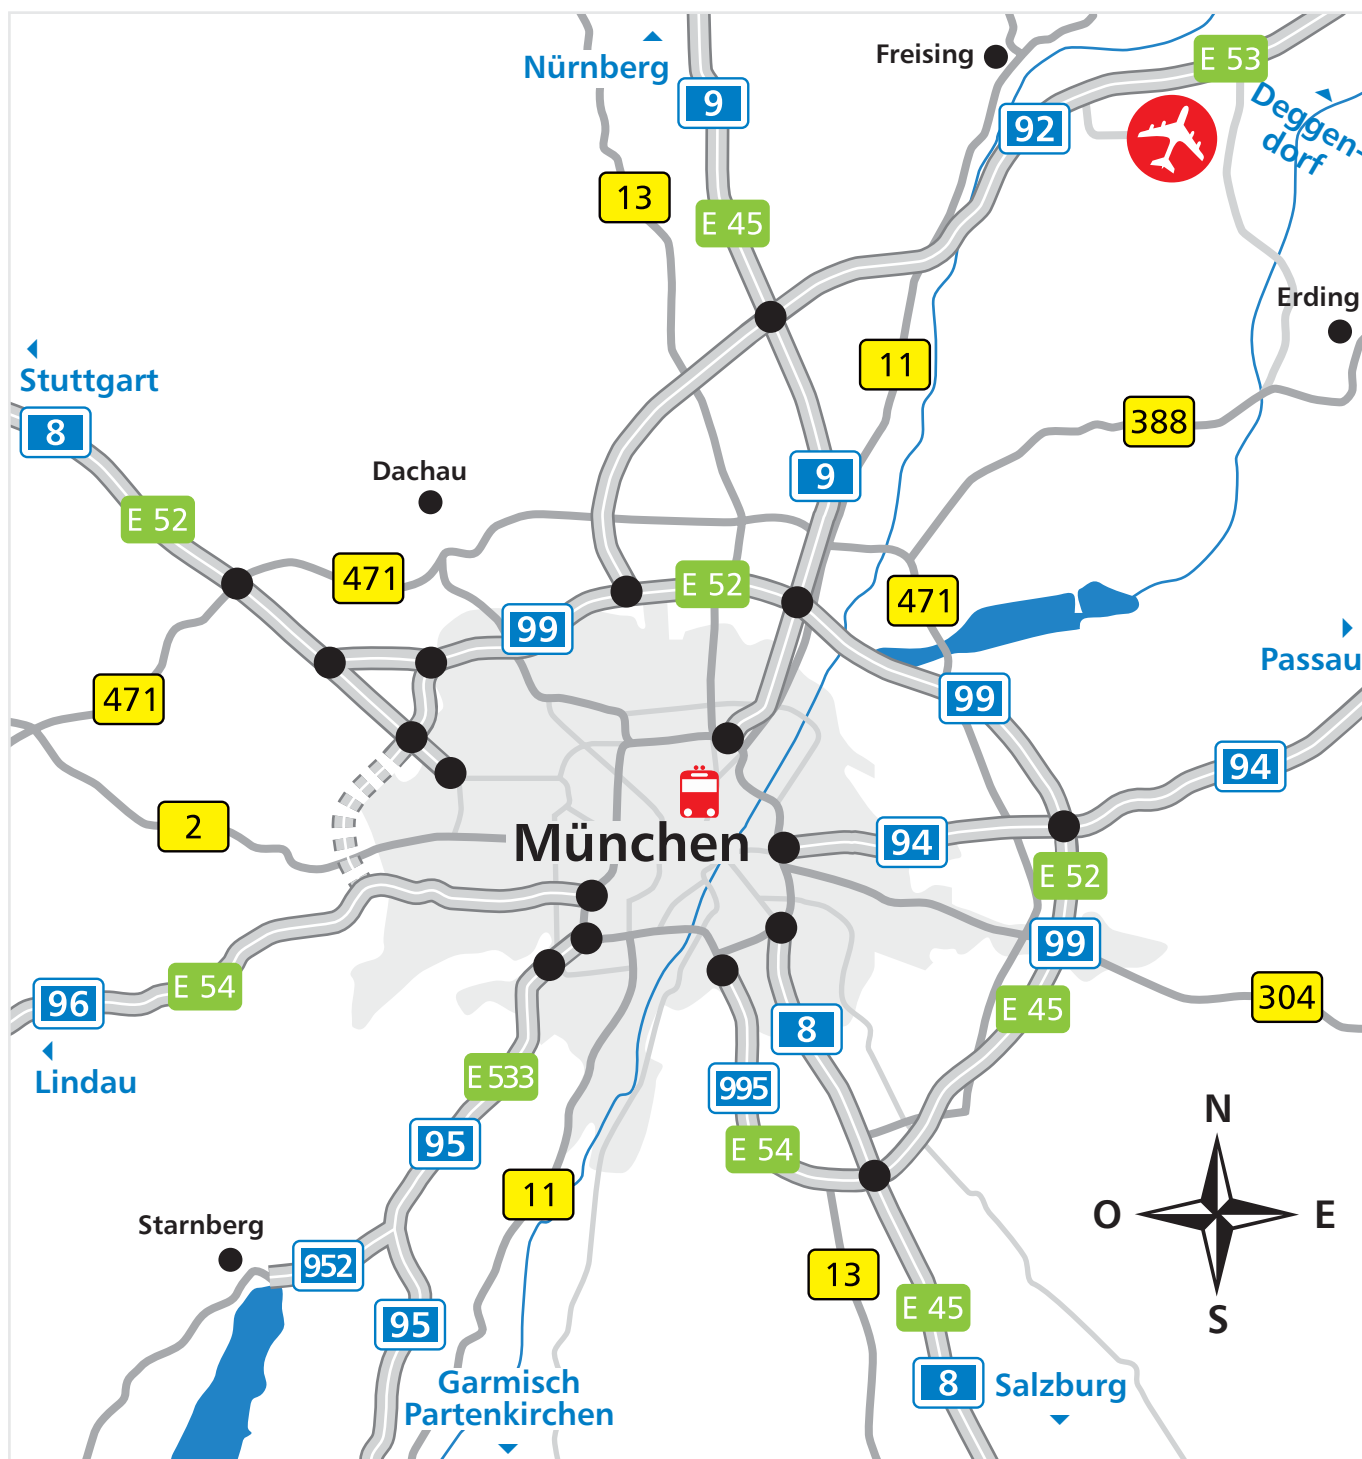 Nürnberg
Freising
E 53
9
92
Deggen-
dorf
13
E 45
Erding
Stuttgart
8
11
388
Dachau
9
E 52
471
E 52
471
99
Passau
471
99
94
2
München
94
E 52
99
E 54
96
304
E 45
8
Lindau
E 533
995
95
E 54
N
11
O
E
Starnberg
952
13
E 45
S
95
Garmisch
Partenkirchen
8
Salzburg